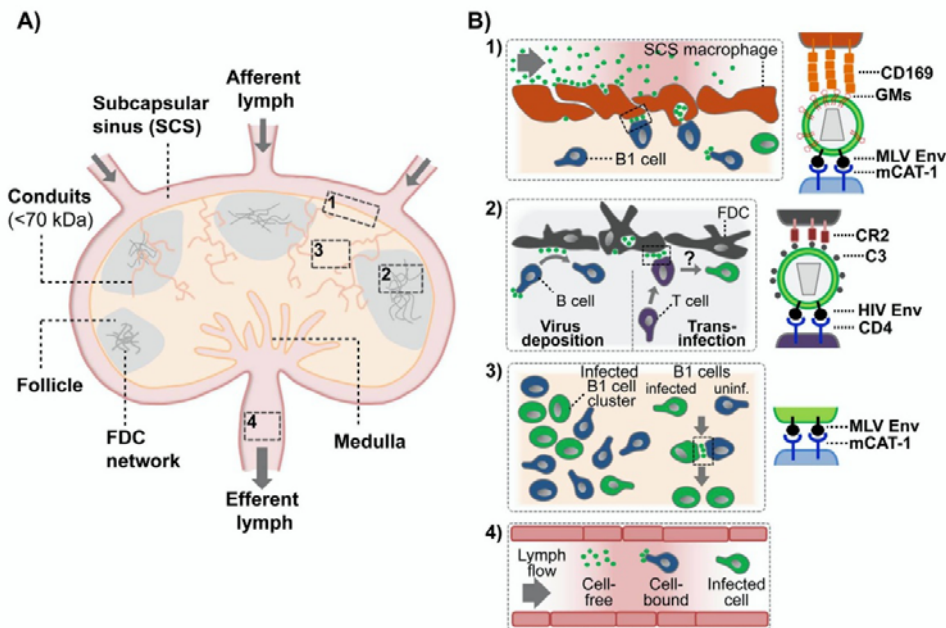 A)
Afferent
lymph
Subcapsular
sinus (SCS)
Conduits
(<70 kDa)
1
3
2
4
Follicle
FDC
network
Medulla
Efferent
lymph
B)
1)
SCS macrophage
B1 cell
CD169
GMs
MLV Env
mCAT-1
2)
FDC
?
B cell
T cell
Virus
deposition
Trans-
infection
CR2
C3
HIV Env
CD4
3)
Infected
B1 cell
cluster
B1 cells
infected
uninf.
MLV Env
mCAT-1
4)
Lymph
flow
Cell-
free
Cell-
bound
Infected
cell